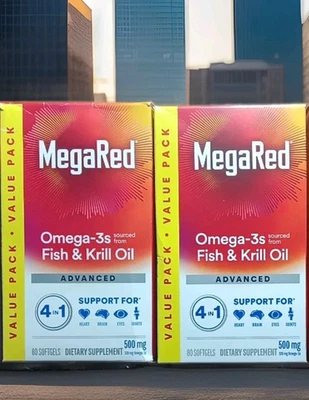 VALUE PACK • VALUE PACK
MegaRed
Omega-3s sourced from
Fish & Krill Oil
ADVANCED
4 IN 1
SUPPORT FOR*
HEART BRAIN EYES JOINTS
500 mg
80 SOFTGELS DIETARY SUPPLEMENT
VALUE PACK • VALUE PACK
MegaRed
Omega-3s sourced from
Fish & Krill Oil
ADVANCED
4 IN 1
SUPPORT FOR*
HEART BRAIN EYES JOINTS
500 mg
80 SOFTGELS DIETARY SUPPLEMENT